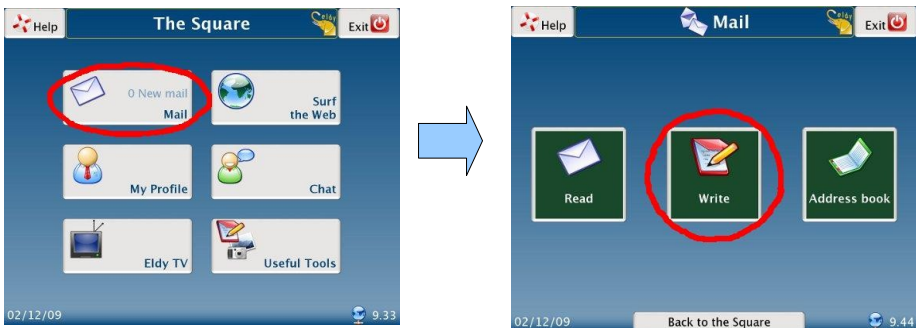 Help
The Square
Eldy
Exit
0 New mail
Mail
Surf
the Web
My Profile
Chat
Eldy TV
Useful Tools
02/12/09
9.33
Help
Mail
Eldy
Exit
Read
Write
Address book
02/12/09
Back to the Square
9.44